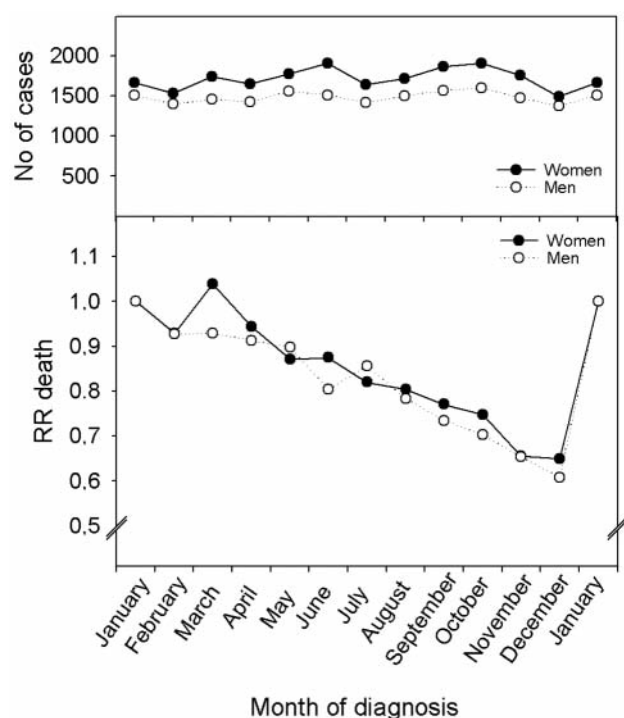 No of cases
2000
1500
1000
500
Women
Men
RR death
1,1
1,0
0,9
0,8
0,7
0,6
0,5
Women
Men
January
February
March
April
May
June
July
August
September
October
November
December
January
Month of diagnosis